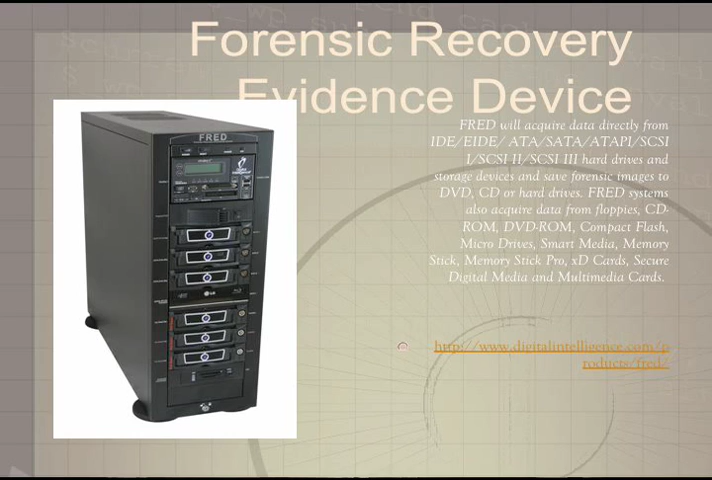 Forensic Recovery
Evidence Device
FRED will acquire data directly from
IDE/EIDE/ ATA/SATA/ATAPI/SCSI
I/SCSI II/SCSI III hard drives and
storage devices and save forensic images to
DVD, CD or hard drives. FRED systems
also acquire data from floppies, CD-
ROM, DVD-ROM, Compact Flash,
Micro Drives, Smart Media, Memory
Stick, Memory Stick Pro, xD Cards, Secure
Digital Media and Multimedia Cards.
http://www.digitalintelligence.com/p
roducts/fred/
FRED